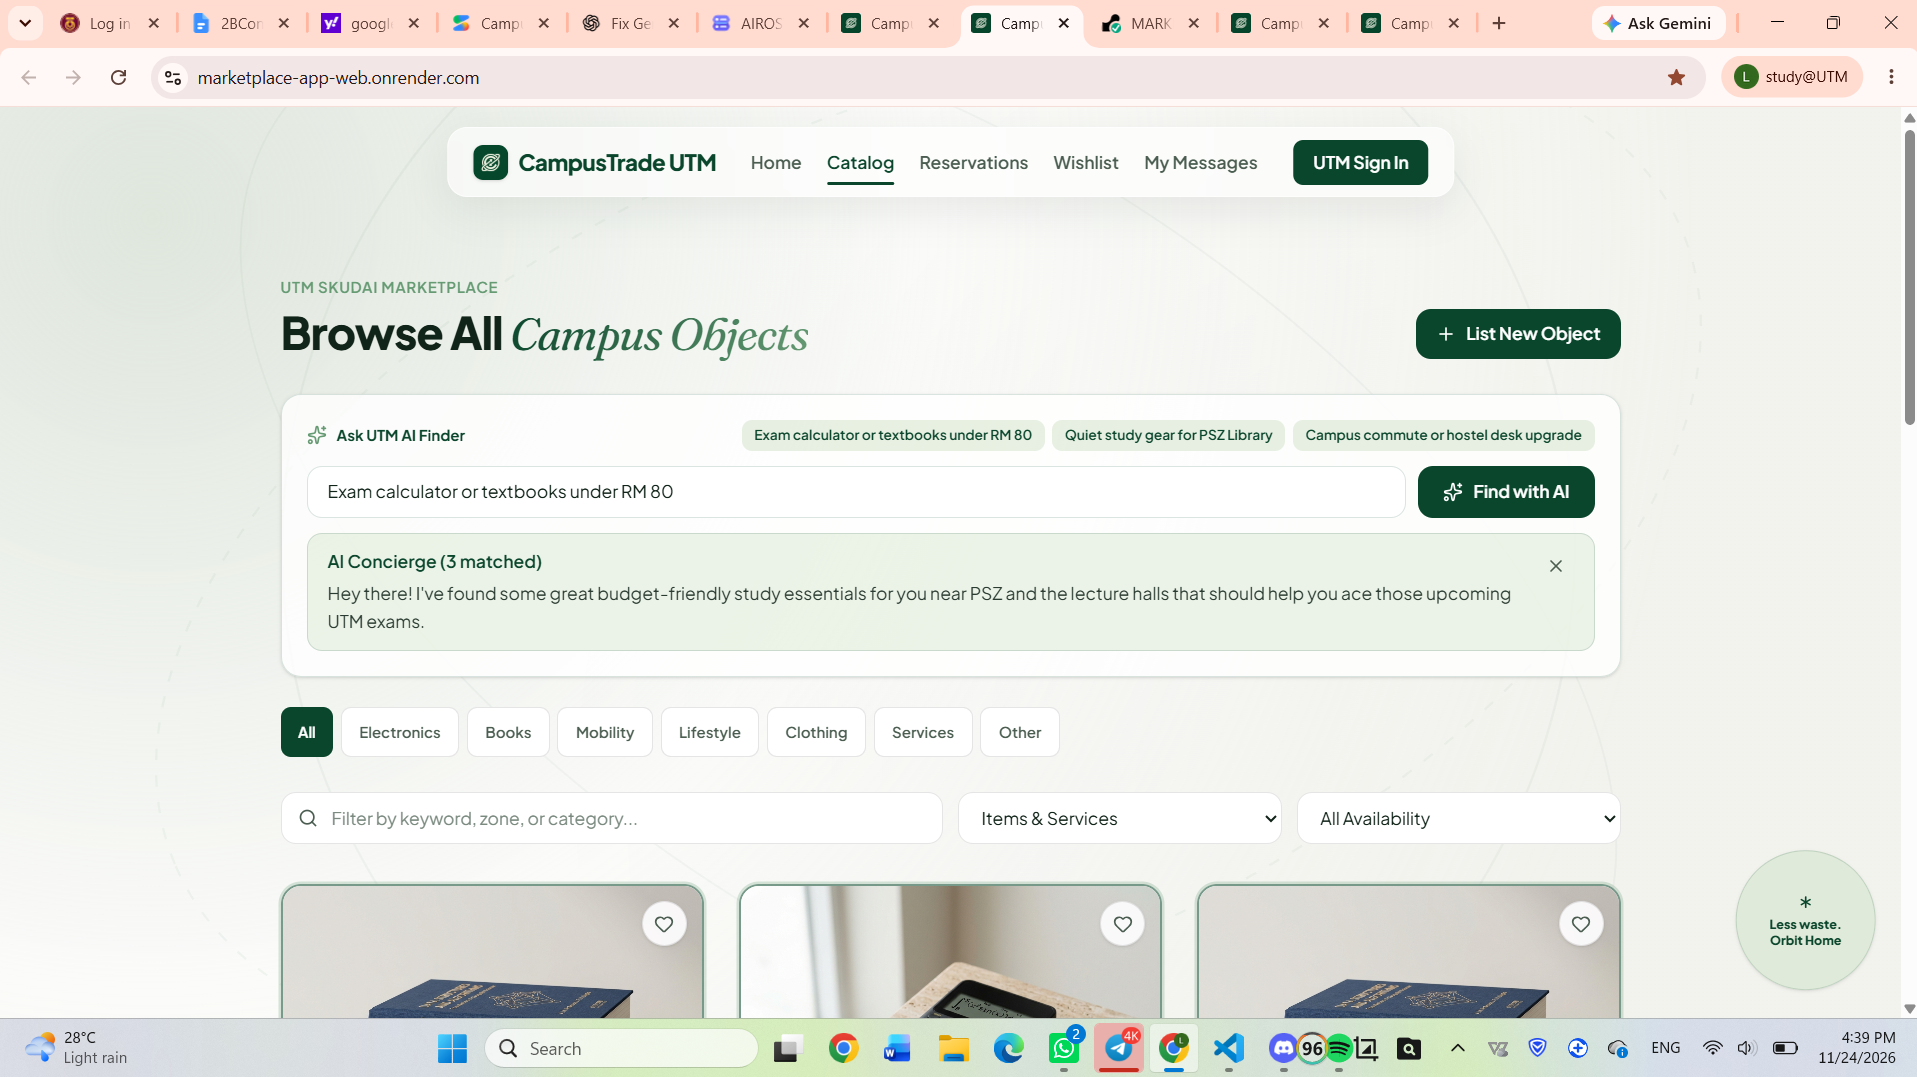 Log in
2BCon
google
Camp
Fix Ge
AIROS
Camp
Camp
MARK
Camp
Camp
Ask Gemini
marketplace-app-web.onrender.com
L
study@UTM
CampusTrade UTM
Home
Catalog
Reservations
Wishlist
My Messages
UTM Sign In
UTM SKUDAI MARKETPLACE
Browse All Campus Objects
+ List New Object
Ask UTM AI Finder
Exam calculator or textbooks under RM 80
Quiet study gear for PSZ Library
Campus commute or hostel desk upgrade
Exam calculator or textbooks under RM 80
Find with AI
AI Concierge (3 matched)
Hey there! I've found some great budget-friendly study essentials for you near PSZ and the lecture halls that should help you ace those upcoming
UTM exams.
All
Electronics
Books
Mobility
Lifestyle
Clothing
Services
Other
Filter by keyword, zone, or category...
Items & Services
All Availability
*
Less waste.
Orbit Home
28°C
Light rain
Search
2
4K
L
96
ENG
4:39 PM
11/24/2026